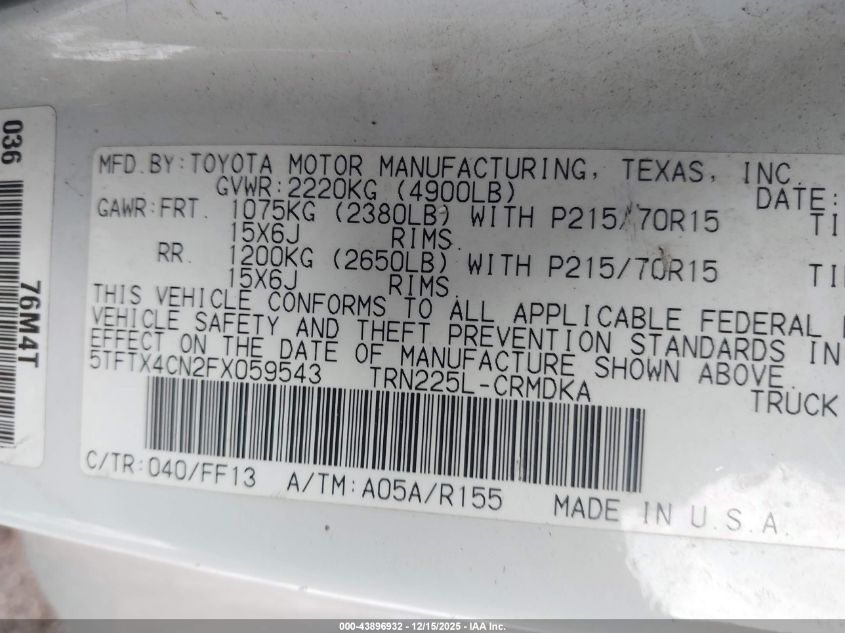 036
76M4T
MFD.BY:TOYOTA MOTOR MANUFACTURING, TEXAS, INC.
GVWR:2220KG (4900LB) DATE:
GAWR:FRT. 1075KG (2380LB) WITH P215/70R15 TI
15X6J RIMS.
RR. 1200KG (2650LB) WITH P215/70R15 TI
15X6J RIMS.
THIS VEHICLE CONFORMS TO ALL APPLICABLE FEDERAL
VEHICLE SAFETY AND THEFT PREVENTION STANDARDS IN
EFFECT ON THE DATE OF MANUFACTURE SHOWN ABOVE.
5TFTX4CN2FX059543 TRN225L-CRMDKA TRUCK
C/TR:040/FF13 A/TM:A05A/R155 MADE IN U.S.A.
000-43896932 - 12/15/2025 - IAA Inc.